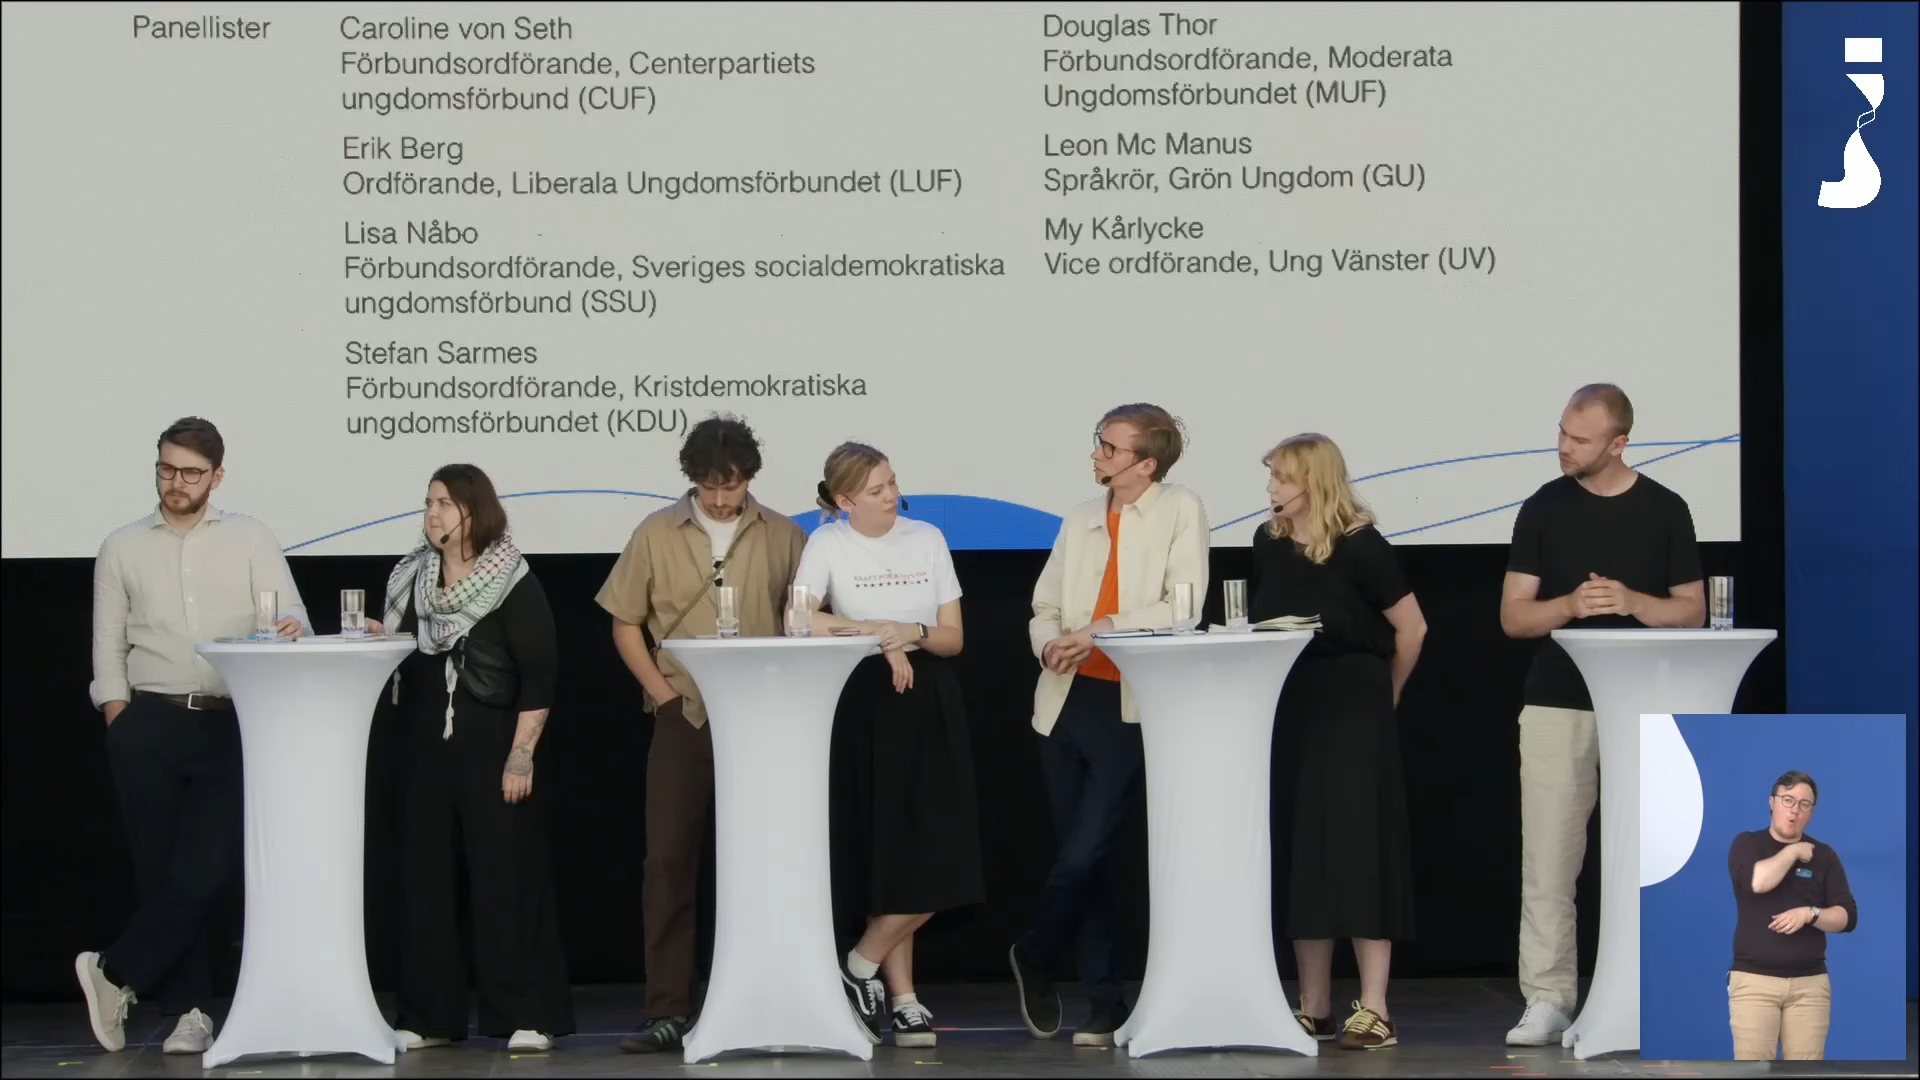 Panellister
Caroline von Seth
Förbundsordförande, Centerpartiets
ungdomsförbund (CUF)
Erik Berg
Ordförande, Liberala Ungdomsförbundet (LUF)
Lisa Nåbo
Förbundsordförande, Sveriges socialdemokratiska
ungdomsförbund (SSU)
Stefan Sarmes
Förbundsordförande, Kristdemokratiska
ungdomsförbundet (KDU)
Douglas Thor
Förbundsordförande, Moderata
Ungdomsförbundet (MUF)
Leon Mc Manus
Språkrör, Grön Ungdom (GU)
My Kårlycke
Vice ordförande, Ung Vänster (UV)